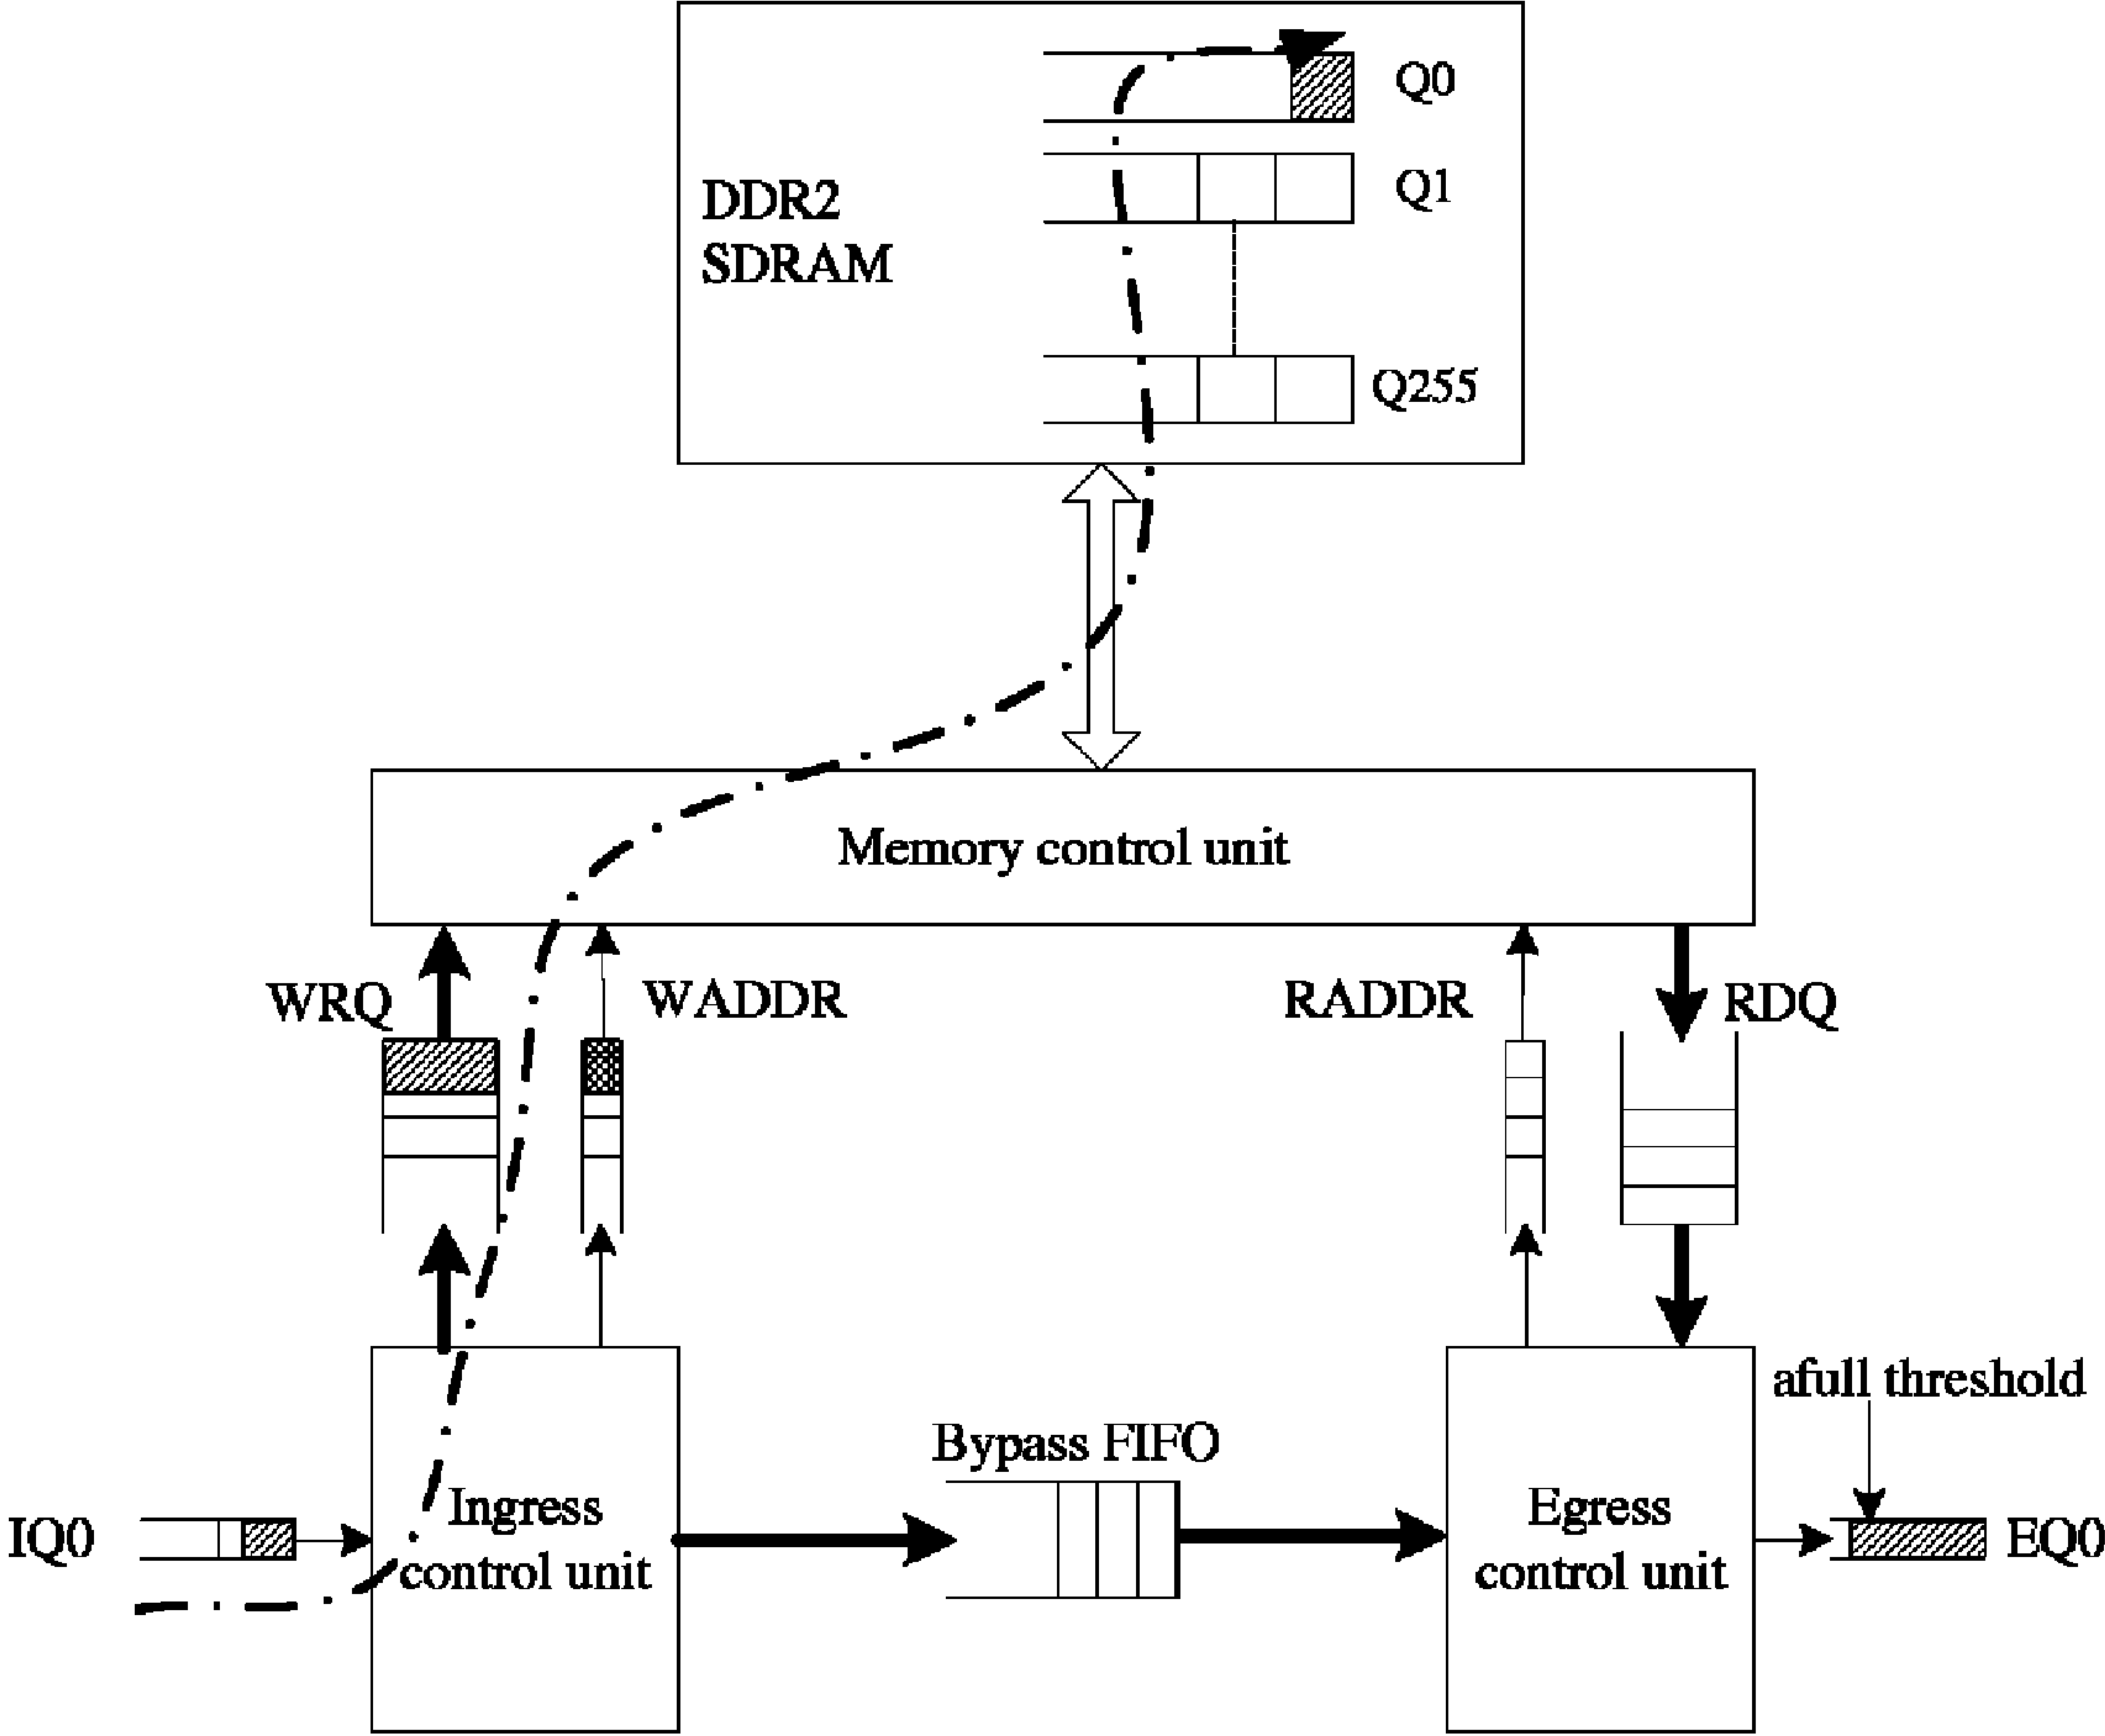 Q0
Q1
DDR2
SDRAM
Q255
Memory control unit
WRQ
WADDR
RADDR
RDQ
afull threshold
Bypass FIFO
IQ0
Ingress
control unit
Egress
control unit
EQ0